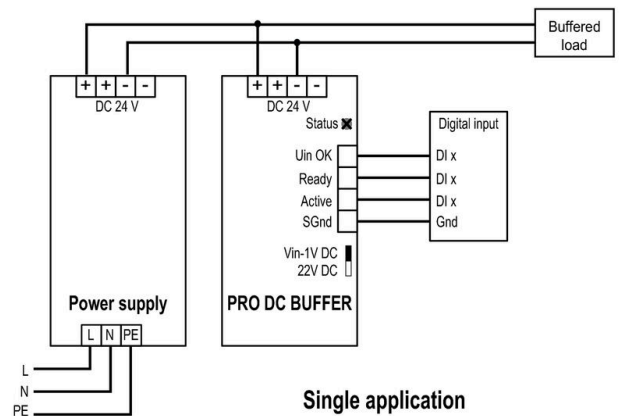 Buffered
load
+ + - -
DC 24 V
+ + - -
DC 24 V
Status
Digital input
Uin OK
DI x
Ready
DI x
Active
DI x
SGnd
Gnd
Vin-1V DC
22V DC
Power supply
PRO DC BUFFER
L N PE
L
N
PE
Single application